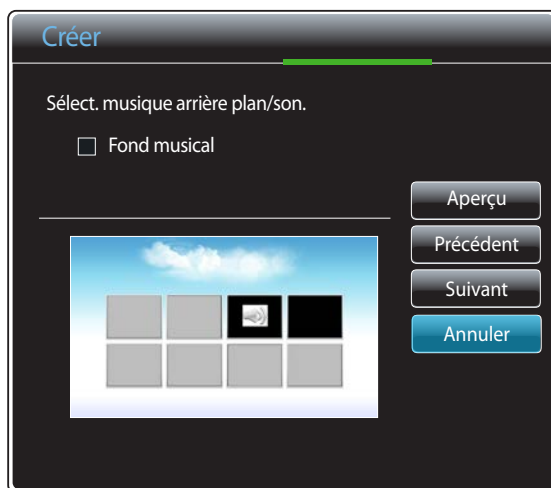 Créer
Sélect. musique arrière plan/son.
Fond musical
Aperçu
Précédent
Suivant
Annuler